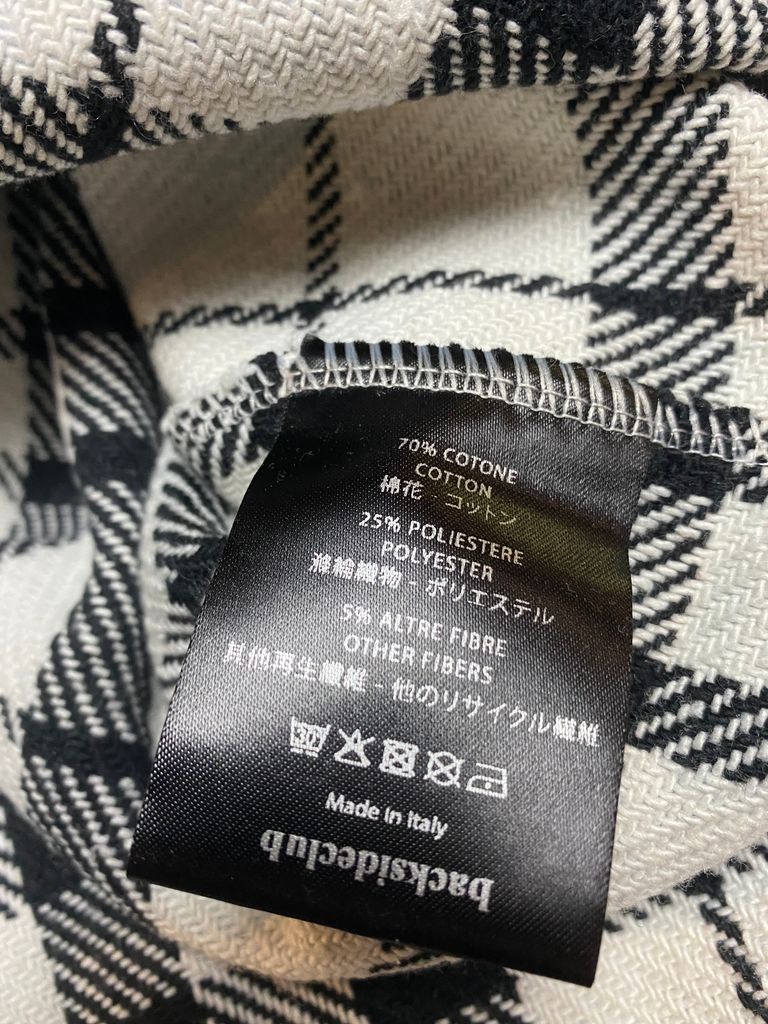 70% COTONE
COTTON
棉花 - コットン
25% POLIESTERE
POLYESTER
滌綸織物 - ポリエステル
5% ALTRE FIBRE
OTHER FIBERS
其他再生纖維 - 他のリサイクル繊維
30
Made in Italy
backsideclub